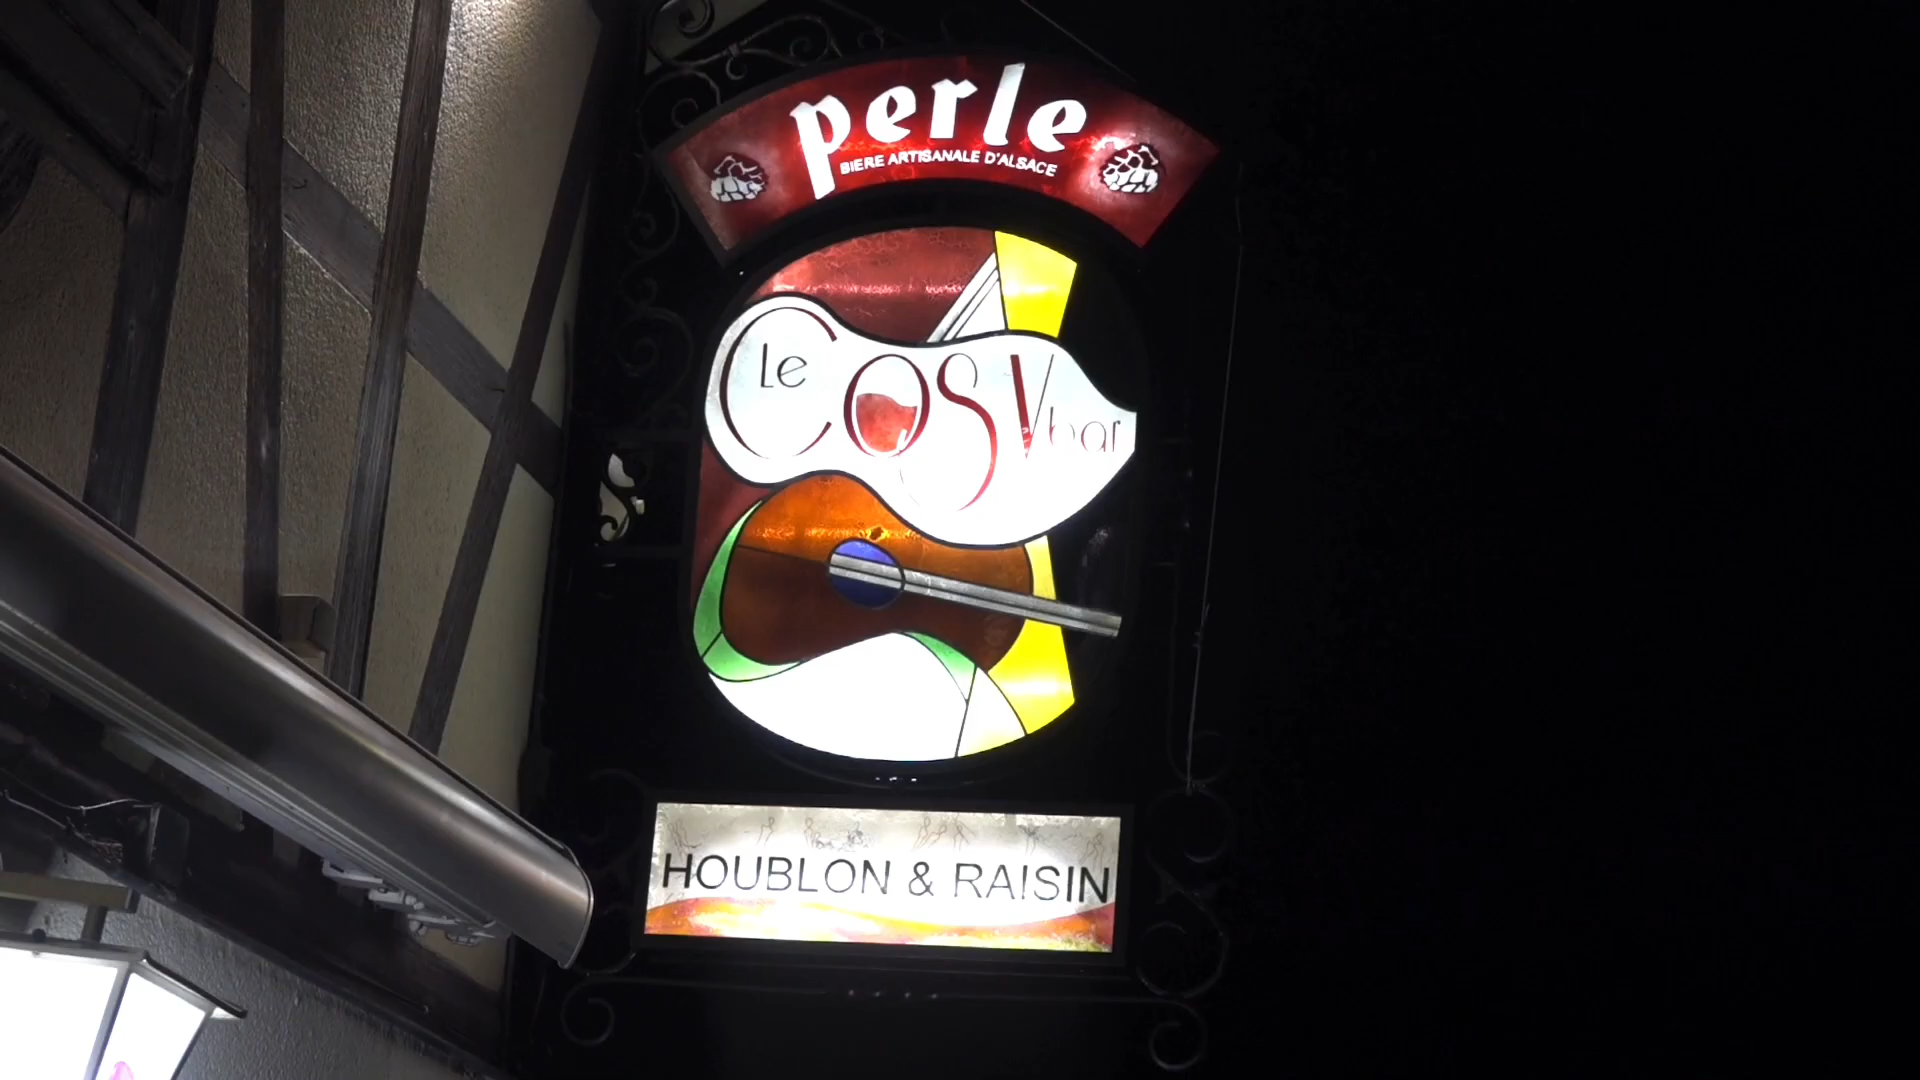 perle
BIERE ARTISANALE D'ALSACE
Le
COSY bar
HOUBLON & RAISIN